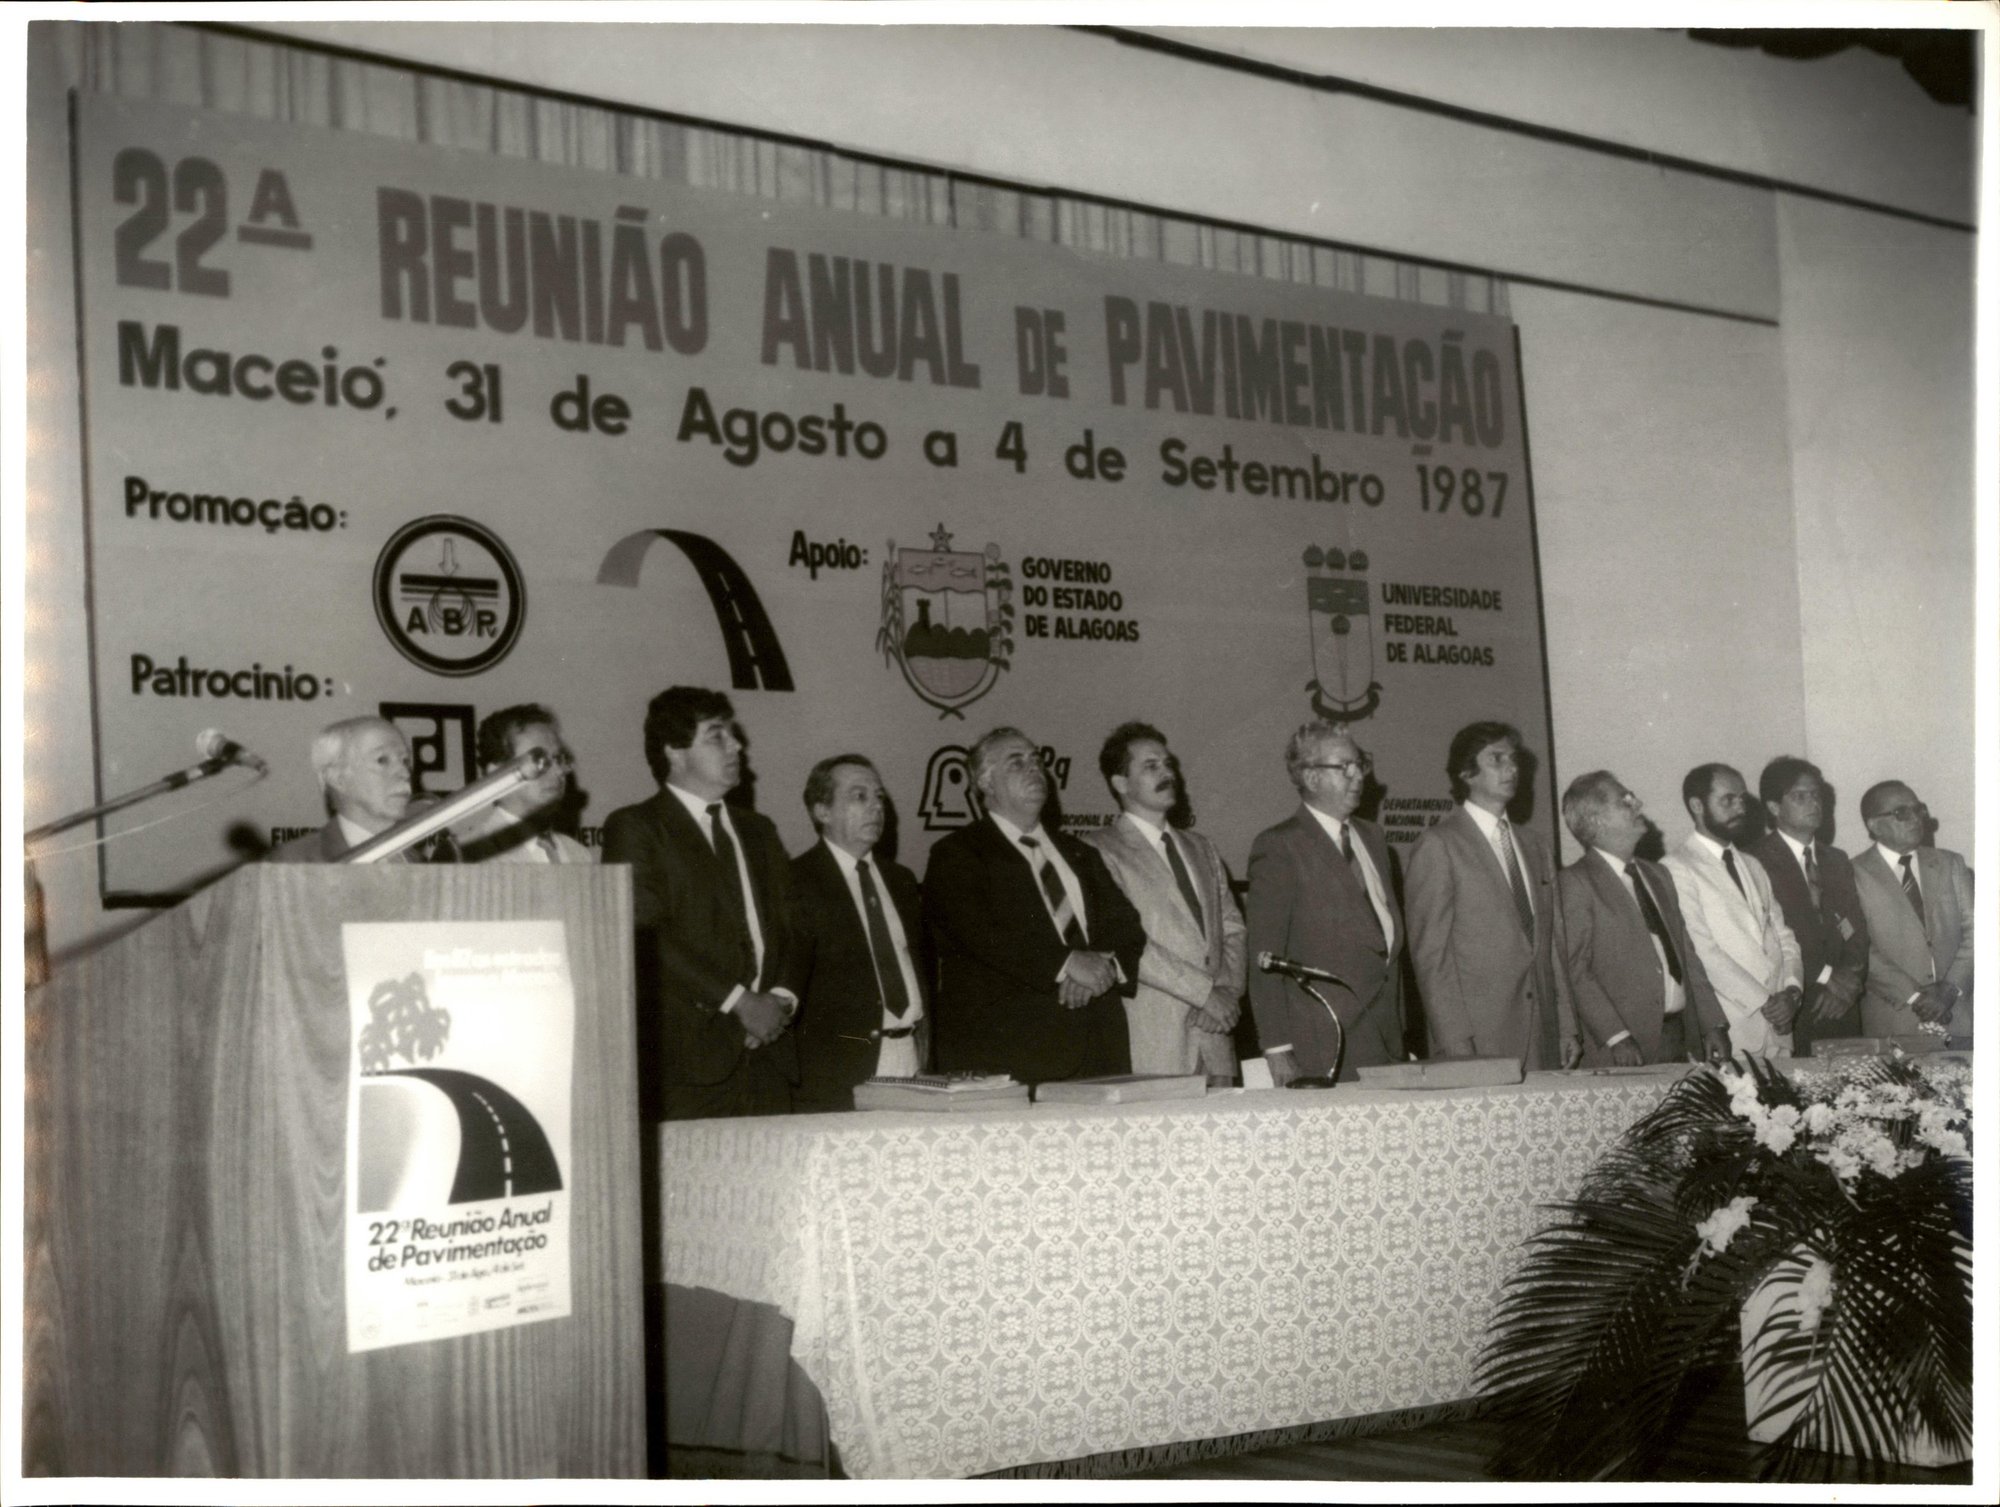 22ª REUNIÃO ANUAL DE PAVIMENTAÇÃO
Maceió, 31 de Agosto a 4 de Setembro 1987
Promoção:
ABR
Apoio:
GOVERNO
DO ESTADO
DE ALAGOAS
UNIVERSIDADE
FEDERAL
DE ALAGOAS
Patrocinio:
DEPARTAMENTO
NACIONAL DE
22ª Reunião Anual
de Pavimentação